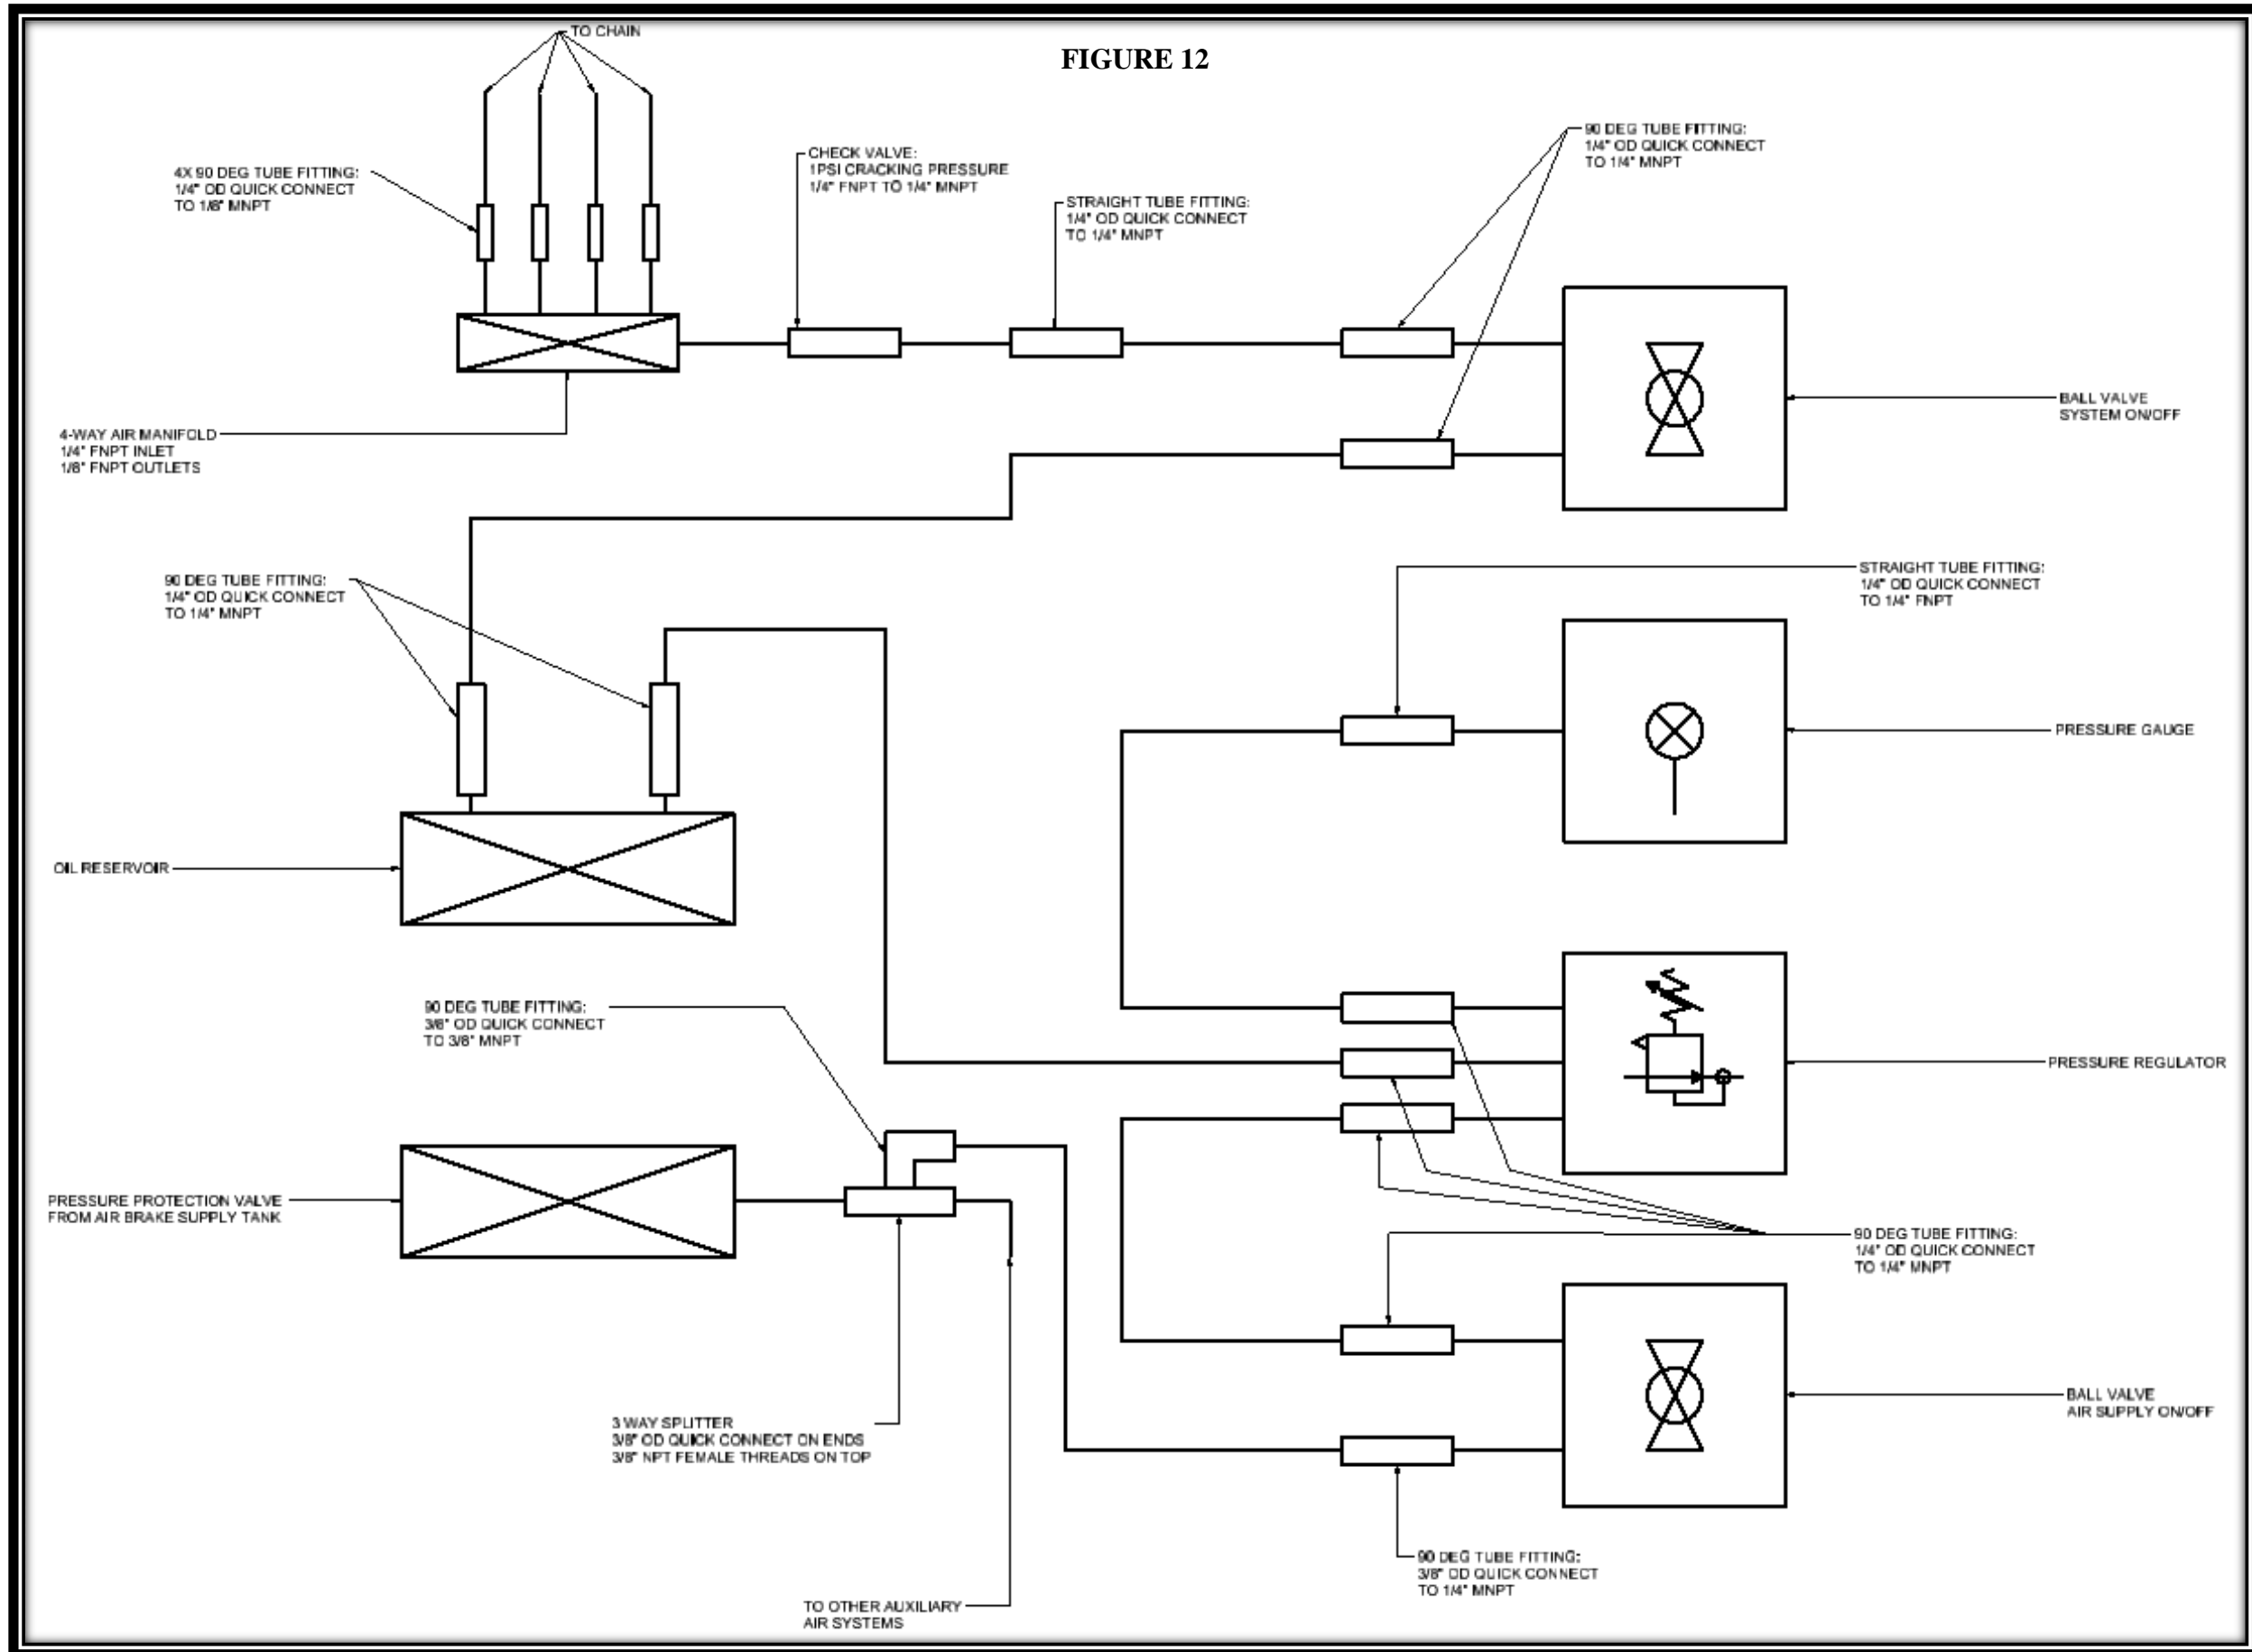 TO CHAIN
FIGURE 12
90 DEG TUBE FITTING:
1/4" OD QUICK CONNECT
TO 1/4" MNPT
CHECK VALVE:
1PSI CRACKING PRESSURE
1/4" FNPT TO 1/4" MNPT
4X 90 DEG TUBE FITTING:
1/4" OD QUICK CONNECT
TO 1/8" MNPT
STRAIGHT TUBE FITTING:
1/4" OD QUICK CONNECT
TO 1/4" MNPT
BALL VALVE
SYSTEM ON/OFF
4-WAY AIR MANIFOLD
1/4" FNPT INLET
1/8" FNPT OUTLETS
STRAIGHT TUBE FITTING:
1/4" OD QUICK CONNECT
TO 1/4" FNPT
90 DEG TUBE FITTING:
1/4" OD QUICK CONNECT
TO 1/4" MNPT
PRESSURE GAUGE
OIL RESERVOIR
90 DEG TUBE FITTING:
3/8" OD QUICK CONNECT
TO 3/8" MNPT
PRESSURE REGULATOR
PRESSURE PROTECTION VALVE
FROM AIR BRAKE SUPPLY TANK
90 DEG TUBE FITTING:
1/4" OD QUICK CONNECT
TO 1/4" MNPT
BALL VALVE
AIR SUPPLY ON/OFF
3 WAY SPLITTER
3/8" OD QUICK CONNECT ON ENDS
3/8" NPT FEMALE THREADS ON TOP
90 DEG TUBE FITTING:
3/8" OD QUICK CONNECT
TO 1/4" MNPT
TO OTHER AUXILIARY
AIR SYSTEMS